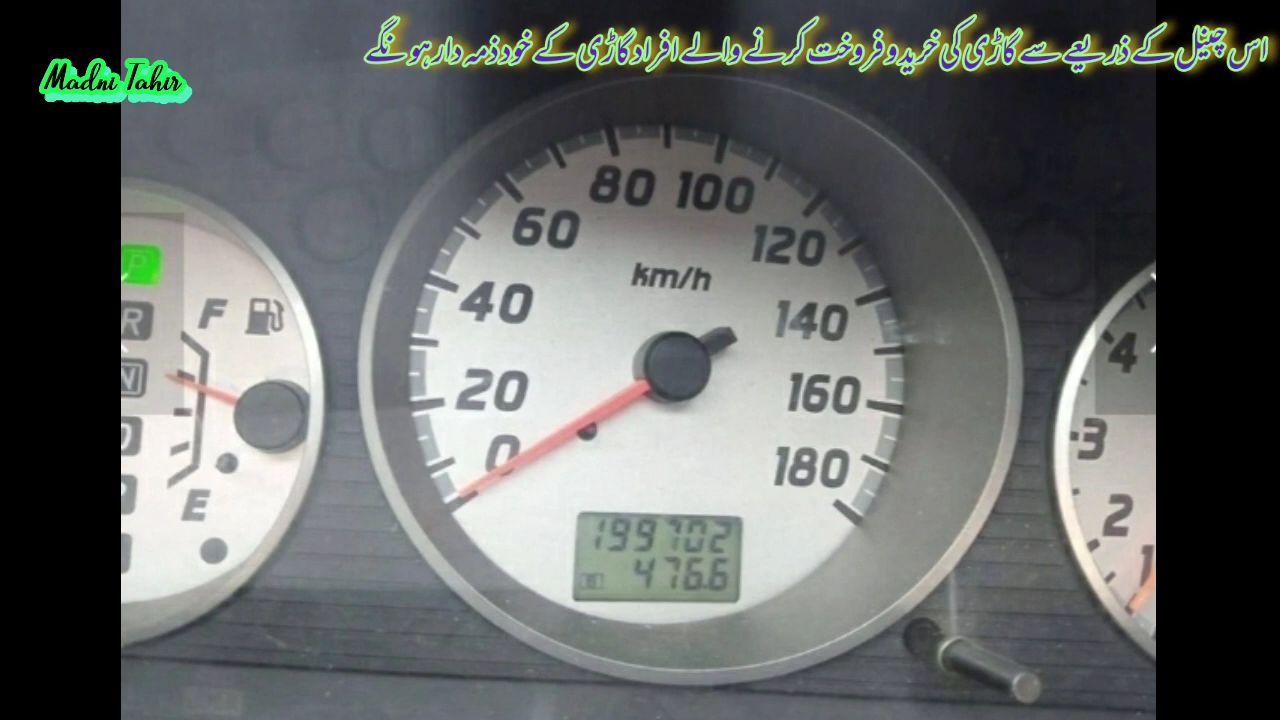 اس چینل کے ذریعے سے گاڑی کی خرید و فروخت کرنے والے افراد گاڑی کے خود ذمہ دار ہونگے
Madni Tahir
80 100
60 120
km/h
40 140
20 160
0 180
199702
476.6
P
R
N
D
F
E
4
3
2
1